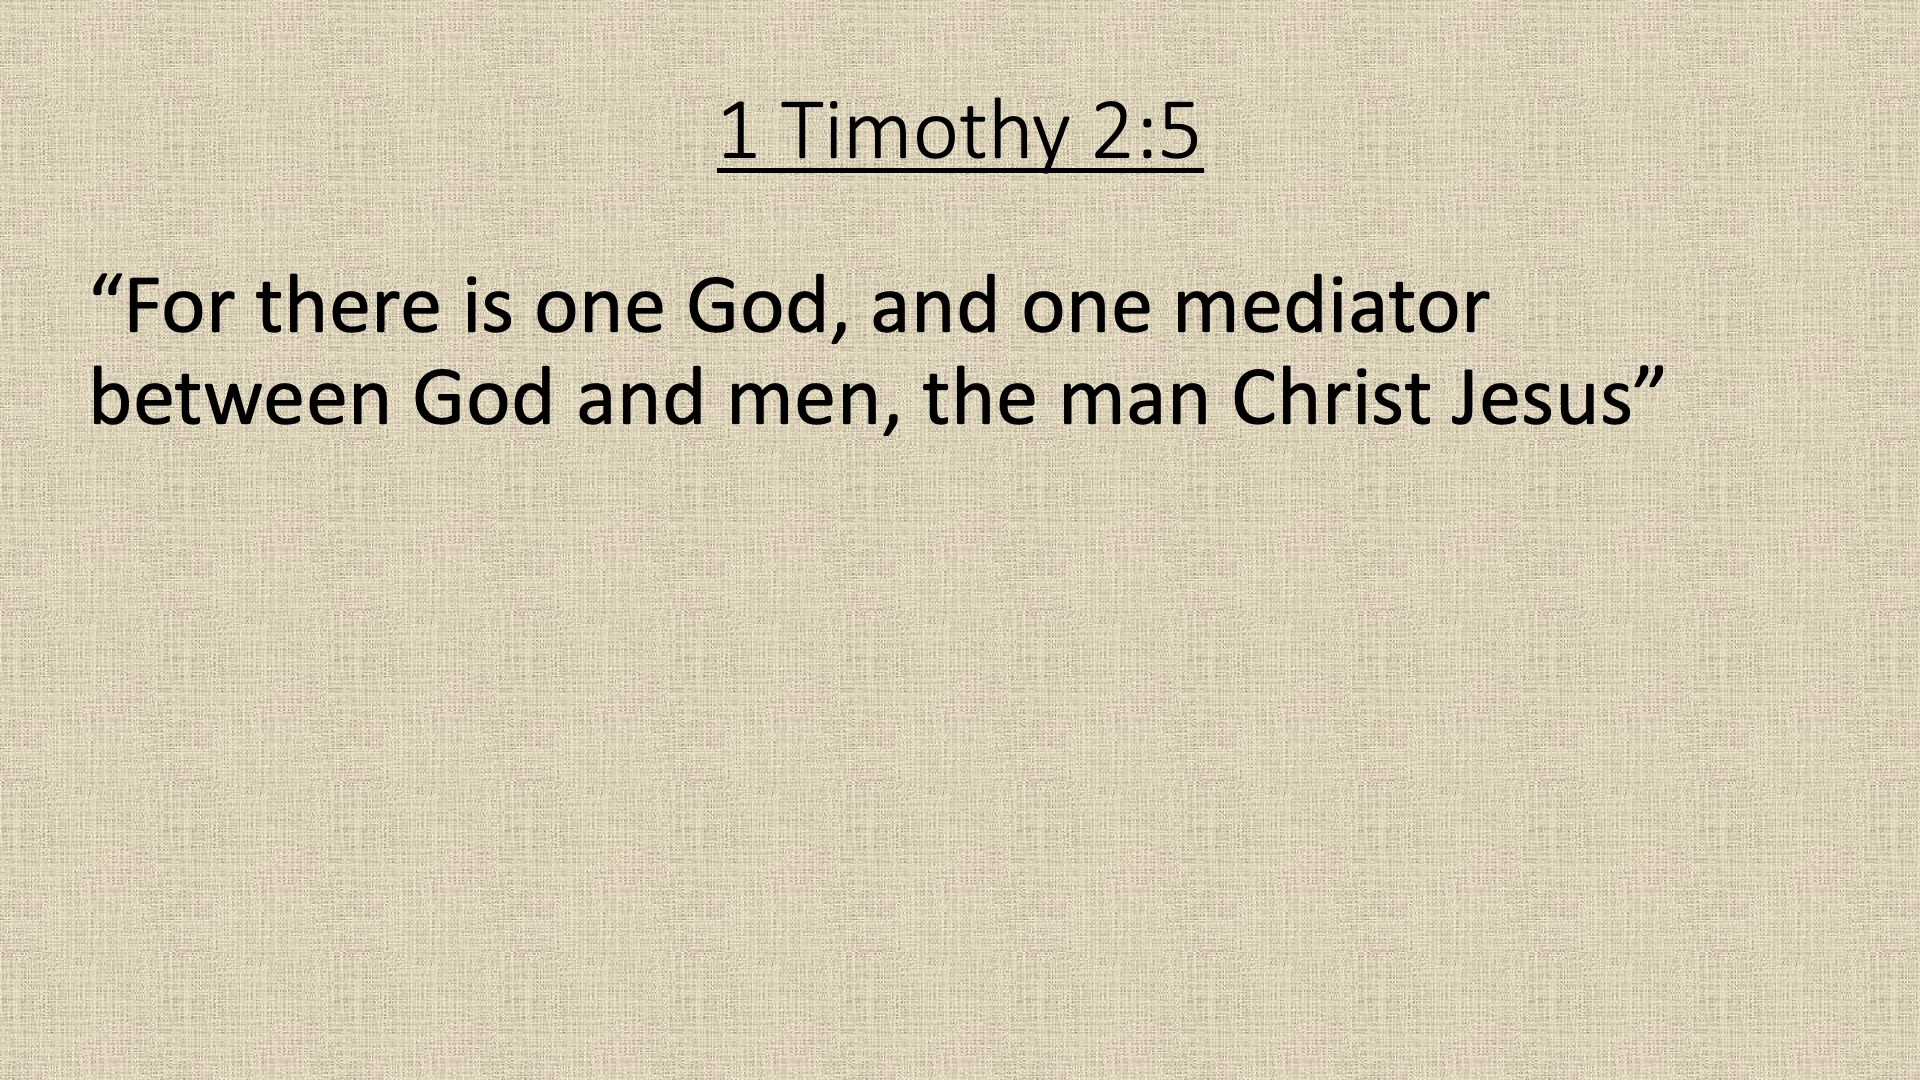 1 Timothy 2:5
“For there is one God, and one mediator
between God and men, the man Christ Jesus”